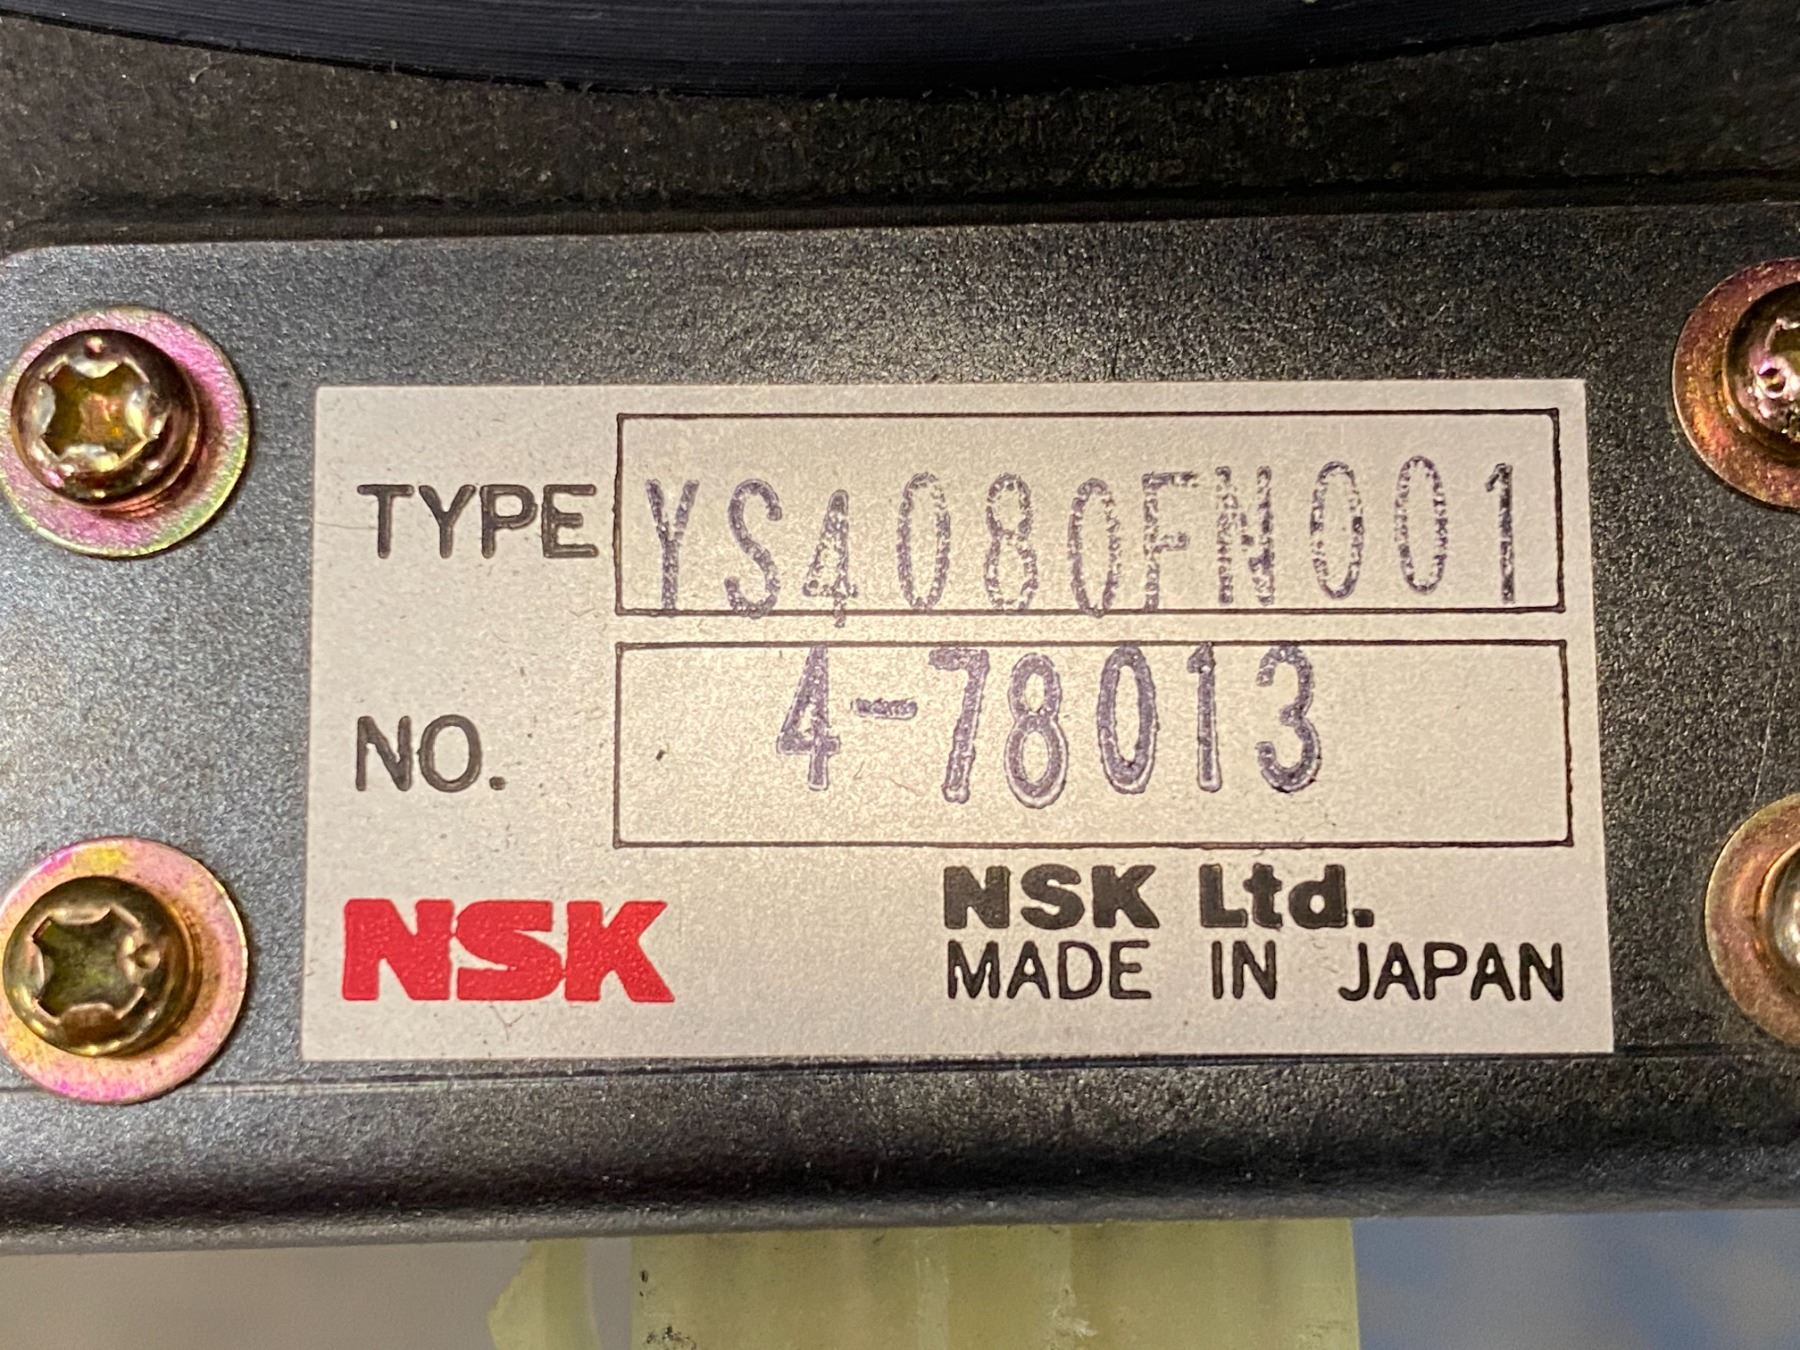 TYPE YS4080FN001
NO. 4-78013
NSK
NSK Ltd.
MADE IN JAPAN